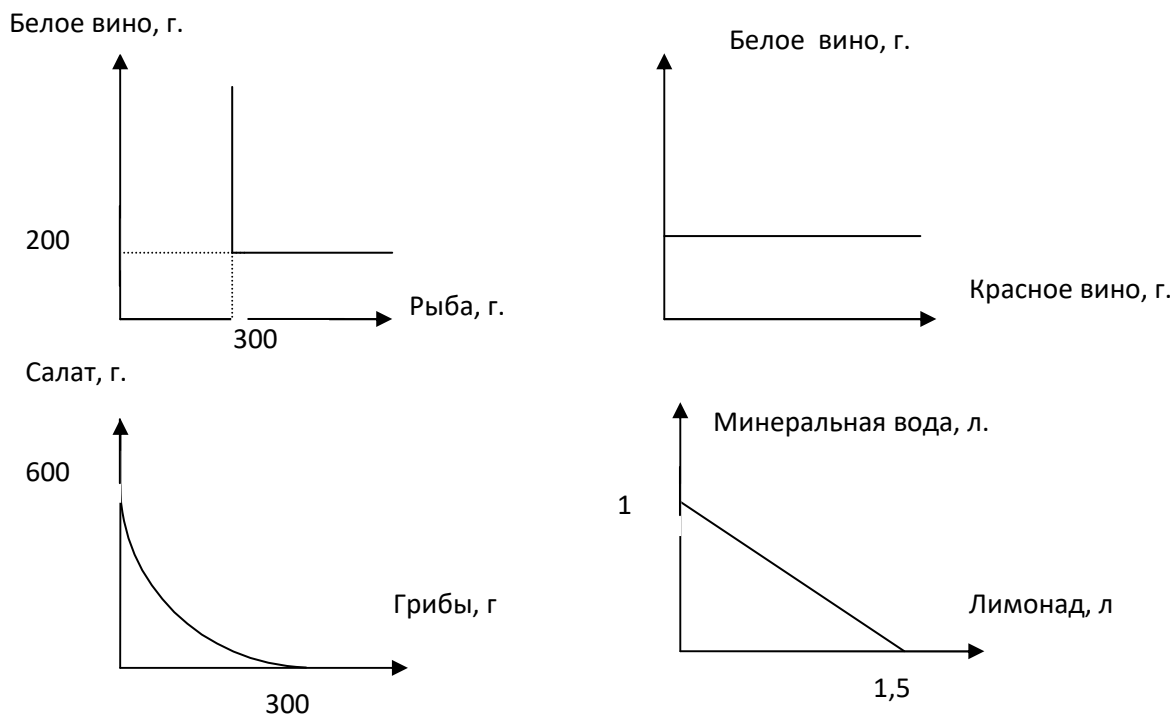 Белое вино, г.
200
Рыба, г.
300
Белое вино, г.
Красное вино, г.
Салат, г.
600
Грибы, г
300
Минеральная вода, л.
1
Лимонад, л
1,5